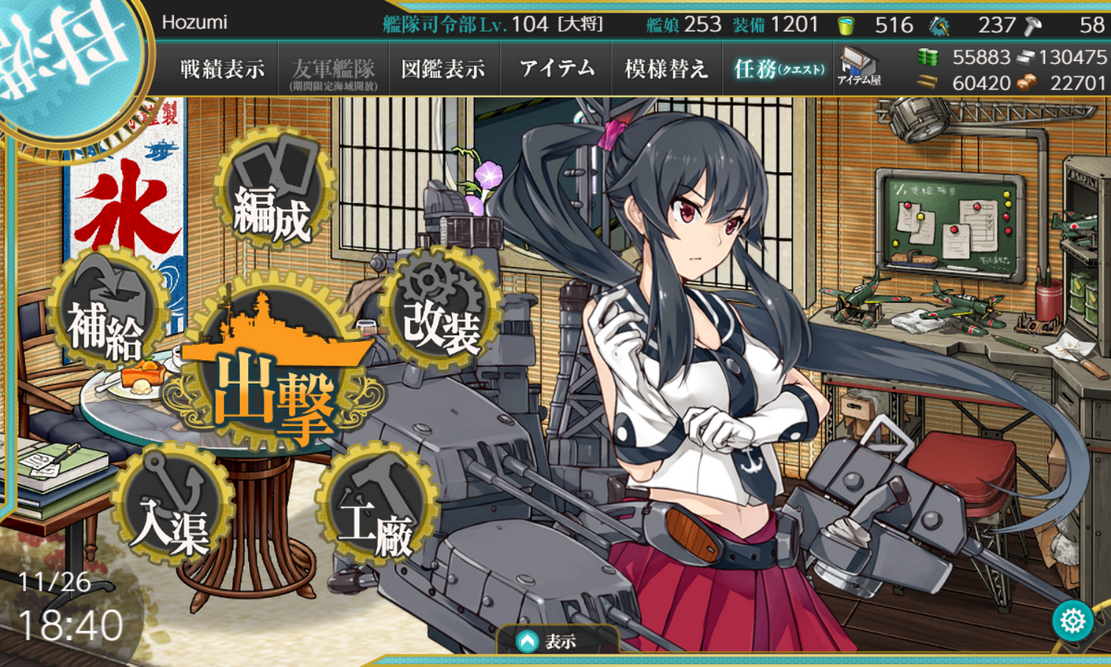 母港
Hozumi
艦隊司令部Lv. 104 [大将]
艦娘 253 装備 1201 516 237 58
戦績表示
友軍艦隊
(期間限定海域開放)
図鑑表示
アイテム
模様替え
任務(クエスト)
アイテム屋
55883 130475
60420 22701
氷
編成
補給
出撃
改装
入渠
工廠
11/26
18:40
表示